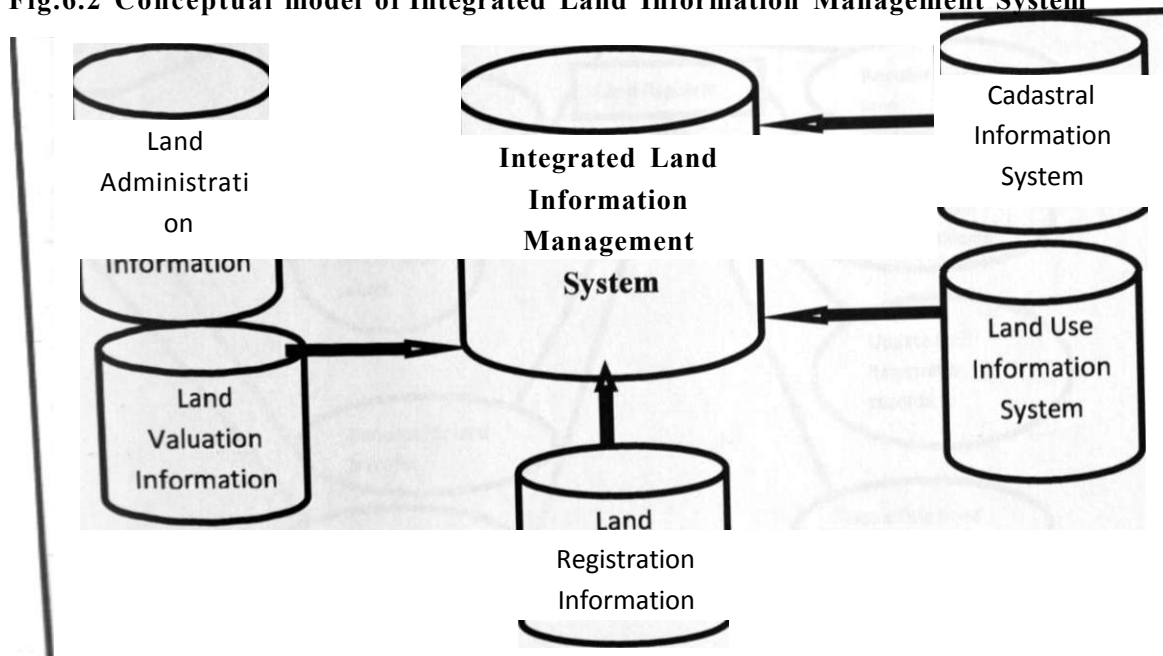 Fig.6.2 Conceptual model of Integrated Land Information Management System
Land
Administrati
on
Information
Integrated Land
Information
Management
System
Cadastral
Information
System
Land Use
Information
System
Land
Valuation
Information
Land
Registration
Information